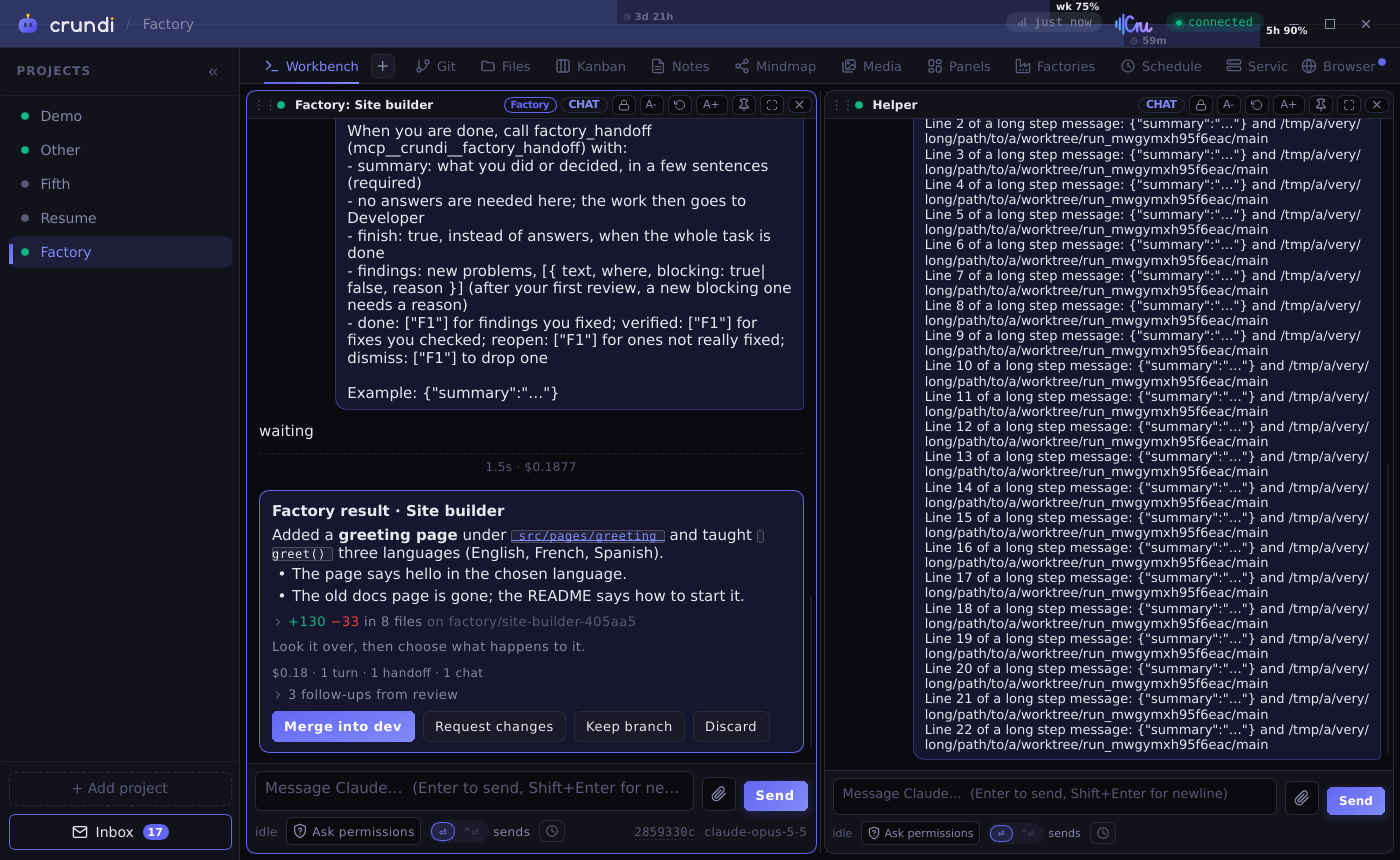 crundi / Factory
3d 21h
wk 75%
just now
Cru
connected
59m
5h 90%
PROJECTS «
Demo
Other
Fifth
Resume
Factory
+ Add project
Inbox 17
Workbench + Git Files Kanban Notes Mindmap Media Panels Factories Schedule Servic Browser
Factory: Site builder Factory CHAT A- A+
When you are done, call factory_handoff
(mcp__crundi__factory_handoff) with:
- summary: what you did or decided, in a few sentences
(required)
- no answers are needed here; the work then goes to
Developer
- finish: true, instead of answers, when the whole task is
done
- findings: new problems, [{ text, where, blocking: true|
false, reason }] (after your first review, a new blocking one
needs a reason)
- done: ["F1"] for findings you fixed; verified: ["F1"] for
fixes you checked; reopen: ["F1"] for ones not really fixed;
dismiss: ["F1"] to drop one
Example: {"summary":"…"}
waiting
1.5s · $0.1877
Factory result · Site builder
Added a greeting page under src/pages/greeting and taught
greet() three languages (English, French, Spanish).
• The page says hello in the chosen language.
• The old docs page is gone; the README says how to start it.
› +130 −33 in 8 files on factory/site-builder-405aa5
Look it over, then choose what happens to it.
$0.18 · 1 turn · 1 handoff · 1 chat
› 3 follow-ups from review
Merge into dev Request changes Keep branch Discard
Message Claude… (Enter to send, Shift+Enter for ne…
Send
idle Ask permissions sends 2859330c claude-opus-5-5
Helper CHAT A- A+
Line 2 of a long step message: {"summary":"…"} and /tmp/a/very/
long/path/to/a/worktree/run_mwgymxh95f6eac/main
Line 3 of a long step message: {"summary":"…"} and /tmp/a/very/
long/path/to/a/worktree/run_mwgymxh95f6eac/main
Line 4 of a long step message: {"summary":"…"} and /tmp/a/very/
long/path/to/a/worktree/run_mwgymxh95f6eac/main
Line 5 of a long step message: {"summary":"…"} and /tmp/a/very/
long/path/to/a/worktree/run_mwgymxh95f6eac/main
Line 6 of a long step message: {"summary":"…"} and /tmp/a/very/
long/path/to/a/worktree/run_mwgymxh95f6eac/main
Line 7 of a long step message: {"summary":"…"} and /tmp/a/very/
long/path/to/a/worktree/run_mwgymxh95f6eac/main
Line 8 of a long step message: {"summary":"…"} and /tmp/a/very/
long/path/to/a/worktree/run_mwgymxh95f6eac/main
Line 9 of a long step message: {"summary":"…"} and /tmp/a/very/
long/path/to/a/worktree/run_mwgymxh95f6eac/main
Line 10 of a long step message: {"summary":"…"} and /tmp/a/very/
long/path/to/a/worktree/run_mwgymxh95f6eac/main
Line 11 of a long step message: {"summary":"…"} and /tmp/a/very/
long/path/to/a/worktree/run_mwgymxh95f6eac/main
Line 12 of a long step message: {"summary":"…"} and /tmp/a/very/
long/path/to/a/worktree/run_mwgymxh95f6eac/main
Line 13 of a long step message: {"summary":"…"} and /tmp/a/very/
long/path/to/a/worktree/run_mwgymxh95f6eac/main
Line 14 of a long step message: {"summary":"…"} and /tmp/a/very/
long/path/to/a/worktree/run_mwgymxh95f6eac/main
Line 15 of a long step message: {"summary":"…"} and /tmp/a/very/
long/path/to/a/worktree/run_mwgymxh95f6eac/main
Line 16 of a long step message: {"summary":"…"} and /tmp/a/very/
long/path/to/a/worktree/run_mwgymxh95f6eac/main
Line 17 of a long step message: {"summary":"…"} and /tmp/a/very/
long/path/to/a/worktree/run_mwgymxh95f6eac/main
Line 18 of a long step message: {"summary":"…"} and /tmp/a/very/
long/path/to/a/worktree/run_mwgymxh95f6eac/main
Line 19 of a long step message: {"summary":"…"} and /tmp/a/very/
long/path/to/a/worktree/run_mwgymxh95f6eac/main
Line 20 of a long step message: {"summary":"…"} and /tmp/a/very/
long/path/to/a/worktree/run_mwgymxh95f6eac/main
Line 21 of a long step message: {"summary":"…"} and /tmp/a/very/
long/path/to/a/worktree/run_mwgymxh95f6eac/main
Line 22 of a long step message: {"summary":"…"} and /tmp/a/very/
long/path/to/a/worktree/run_mwgymxh95f6eac/main
Message Claude… (Enter to send, Shift+Enter for newline)
Send
idle Ask permissions sends